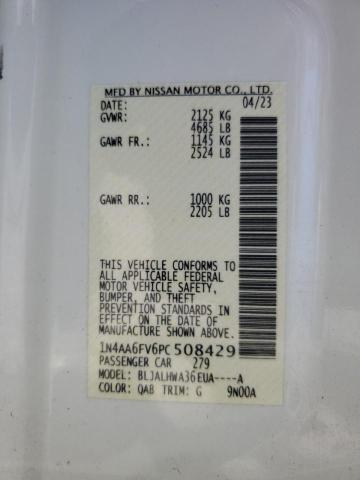 MFD BY NISSAN MOTOR CO., LTD.
DATE: 04/23
GVWR: 2125 KG
4685 LB
GAWR FR.: 1145 KG
2524 LB
GAWR RR.: 1000 KG
2205 LB
THIS VEHICLE CONFORMS TO
ALL APPLICABLE FEDERAL
MOTOR VEHICLE SAFETY,
BUMPER, AND THEFT
PREVENTION STANDARDS IN
EFFECT ON THE DATE OF
MANUFACTURE SHOWN ABOVE.
1N4AA6FV6PC508429
PASSENGER CAR 279
MODEL: BLJALHWA36EUA----A
COLOR: QAB TRIM: G 9N00A